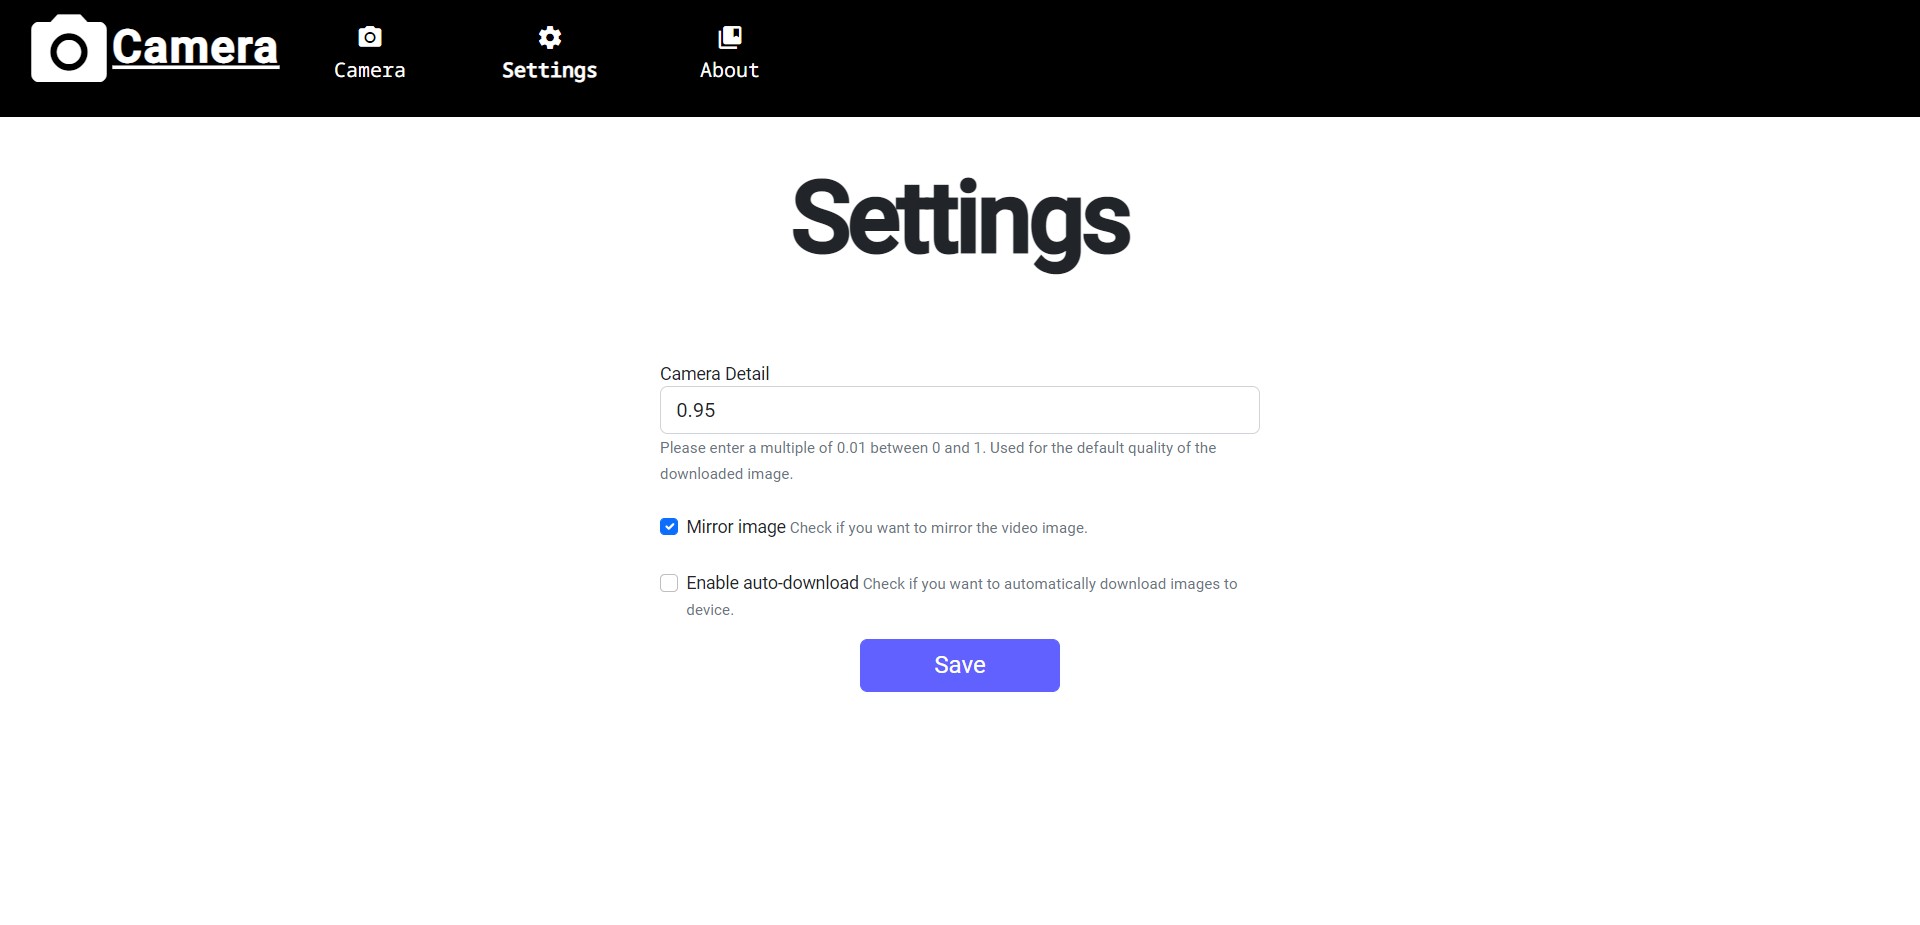 Camera
Camera
Settings
About
Settings
Camera Detail
0.95
Please enter a multiple of 0.01 between 0 and 1. Used for the default quality of the
downloaded image.
Mirror image Check if you want to mirror the video image.
Enable auto-download Check if you want to automatically download images to
device.
Save